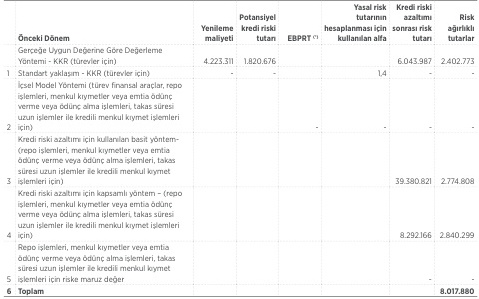 Önceki Dönem	Yenileme maliyeti	Potansiyel kredi riski tutarı	EBPRT (*)	Yasal risk tutarının hesaplanması için kullanılan alfa	Kredi riski azaltımı sonrası risk tutarı	Risk ağırlıklı tutarlar
Gerçeğe Uygun Değerine Göre Değerleme
Yöntemi - KKR (türevler için)	4.223.311	1.820.676			6.043.987	2.402.773
1	Standart yaklaşım - KKR (türevler için)	-	-		1,4	-	-
İçsel Model Yöntemi (türev finansal araçlar, repo
işlemleri, menkul kıymetler veya emtia ödünç
verme veya ödünç alma işlemleri, takas süresi
uzun işlemler ile kredili menkul kıymet işlemleri
2	için)	-	-	-	-
Kredi riski azaltımı için kullanılan basit yöntem-
(repo işlemleri, menkul kıymetler veya emtia
ödünç verme veya ödünç alma işlemleri, takas
süresi uzun işlemler ile kredili menkul kıymet
3	işlemleri için)	39.380.821	2.774.808
Kredi riski azaltımı için kapsamlı yöntem – (repo
işlemleri, menkul kıymetler veya emtia ödünç
verme veya ödünç alma işlemleri, takas süresi
uzun işlemler ile kredili menkul kıymet işlemleri
4	için)	8.292.166	2.840.299
Repo işlemleri, menkul kıymetler veya emtia
ödünç verme veya ödünç alma işlemleri, takas
süresi uzun işlemler ile kredili menkul kıymet
5	işlemleri için riske maruz değer	-	-
6	Toplam	8.017.880